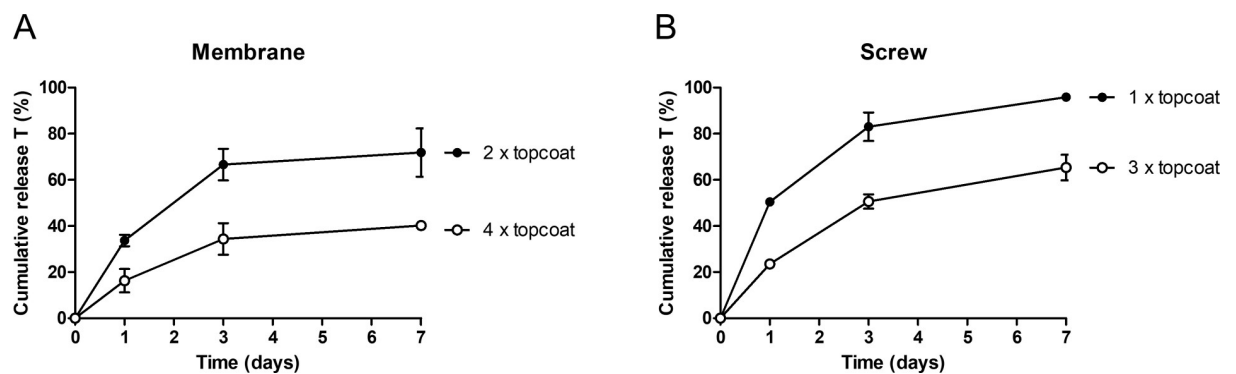 A
Membrane
Cumulative release T (%)
100
80
60
40
20
0
0 1 2 3 4 5 6 7
Time (days)
2 x topcoat
4 x topcoat
B
Screw
Cumulative release T (%)
100
80
60
40
20
0
0 1 2 3 4 5 6 7
Time (days)
1 x topcoat
3 x topcoat